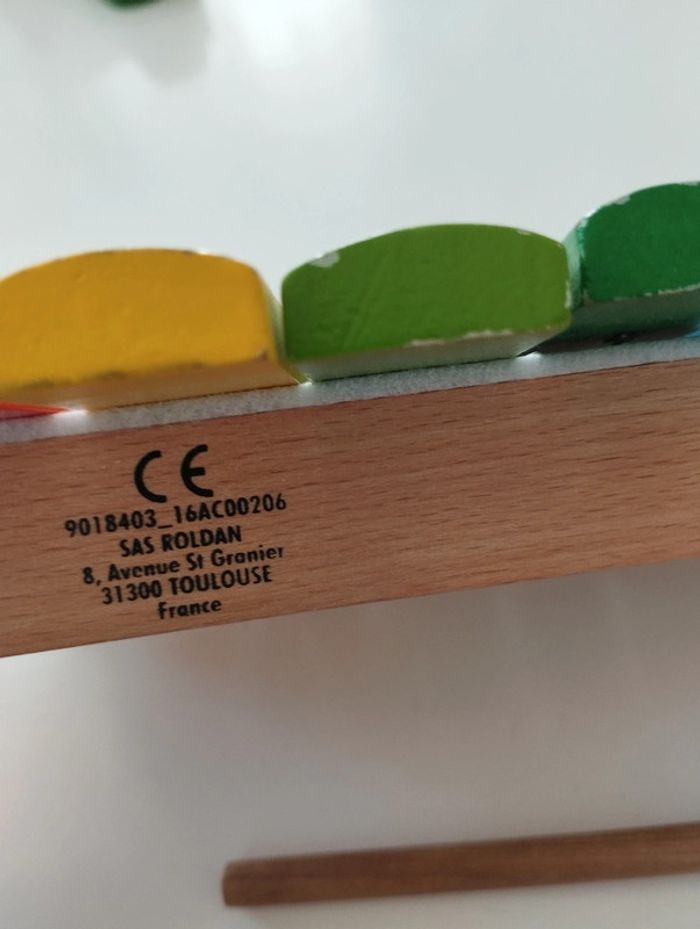 CE
9018403_16AC00206
SAS ROLDAN
8, Avenue St Granier
31300 TOULOUSE
France